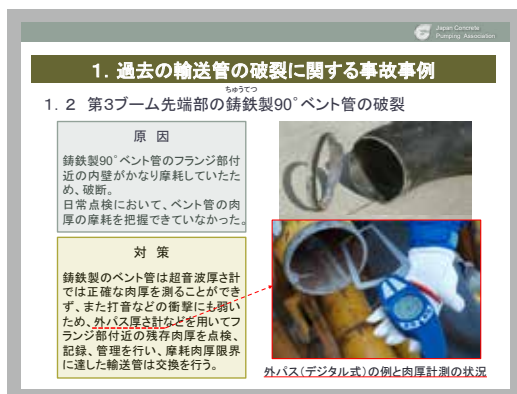 Japan Concrete
Pumping Association
1．過去の輸送管の破裂に関する事故事例
ちゅうてつ
1．2 第3ブーム先端部の鋳鉄製90°ベント管の破裂
原 因
鋳鉄製90°ベント管のフランジ部付
近の内壁がかなり摩耗していたた
め、破断。
日常点検において、ベント管の肉
厚の摩耗を把握できていなかった。
対 策
鋳鉄製のベント管は超音波厚さ計
では正確な肉厚を測ることができ
ず、また打音などの衝撃にも弱い
ため、外パス厚さ計などを用いてフ
ランジ部付近の残存肉厚を点検、
記録、管理を行い、摩耗肉厚限界
に達した輸送管は交換を行う。
外パス（デジタル式）の例と肉厚計測の状況